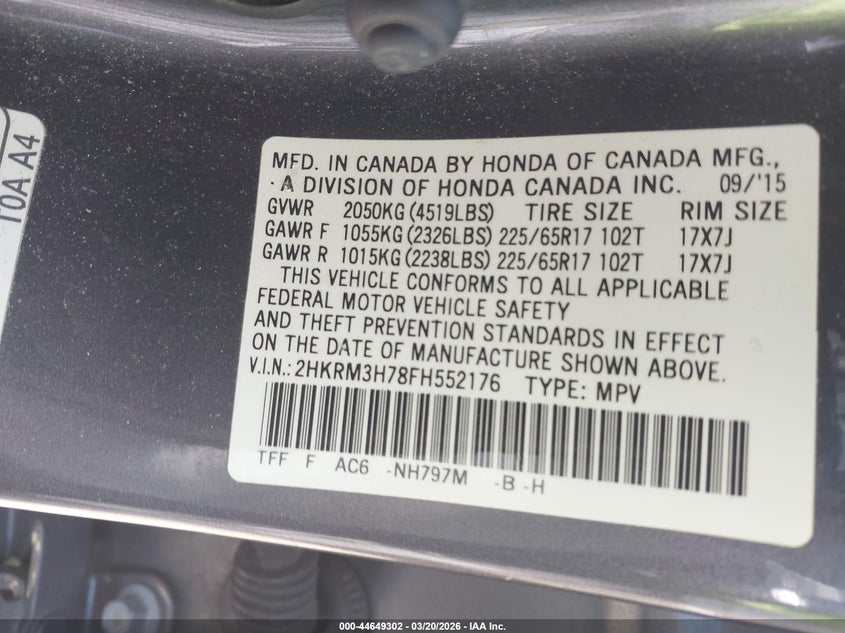 10A A4
MFD. IN CANADA BY HONDA OF CANADA MFG.,
A DIVISION OF HONDA CANADA INC. 09/'15
GVWR 2050KG (4519LBS) TIRE SIZE RIM SIZE
GAWR F 1055KG (2326LBS) 225/65R17 102T 17X7J
GAWR R 1015KG (2238LBS) 225/65R17 102T 17X7J
THIS VEHICLE CONFORMS TO ALL APPLICABLE
FEDERAL MOTOR VEHICLE SAFETY
AND THEFT PREVENTION STANDARDS IN EFFECT
ON THE DATE OF MANUFACTURE SHOWN ABOVE.
V.I.N.: 2HKRM3H78FH552176 TYPE: MPV
TFF F AC6 -NH797M -B -H
000-44649302 - 03/20/2026 - IAA Inc.